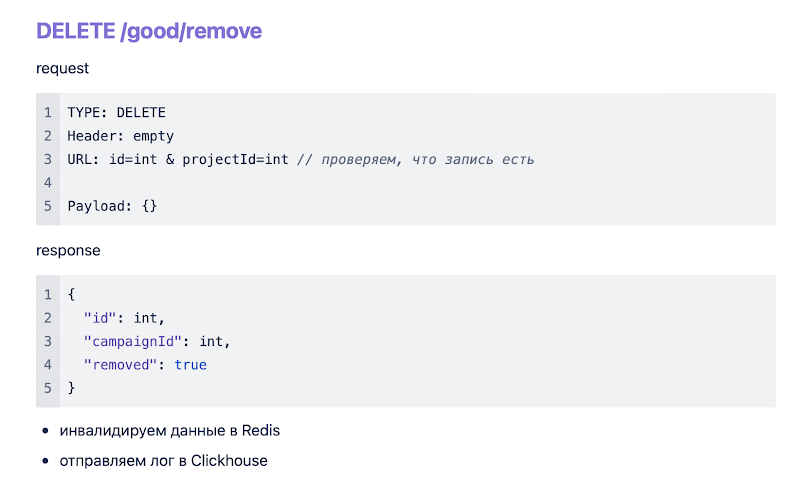 DELETE /good/remove
request
1 TYPE: DELETE
2 Header: empty
3 URL: id=int & projectId=int // проверяем, что запись есть
4
5 Payload: {}
response
1 {
2 "id": int,
3 "campaignId": int,
4 "removed": true
5 }
• инвалидируем данные в Redis
• отправляем лог в Clickhouse